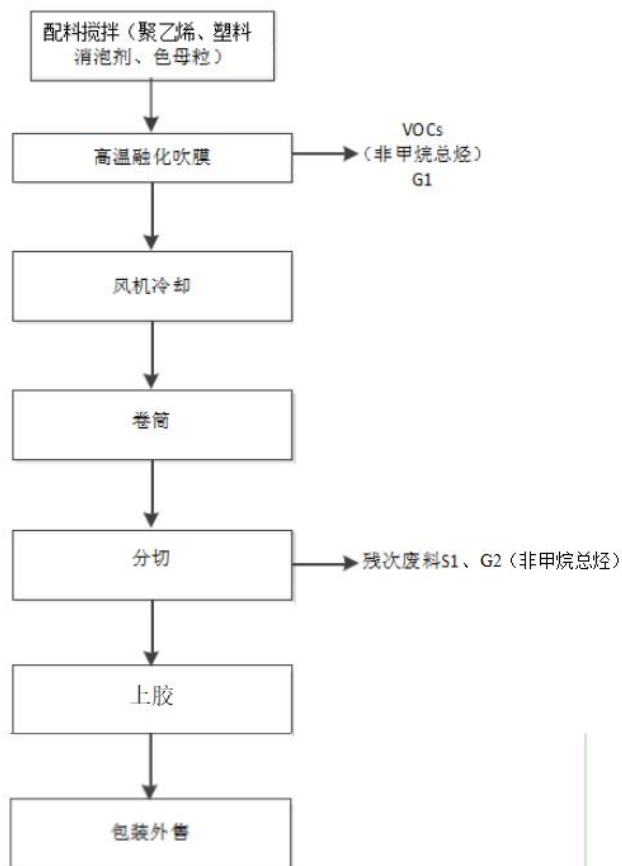 配料搅拌（聚乙烯、塑料
消泡剂、色母粒）
高温融化吹膜
VOCs
（非甲烷总烃）
G1
风机冷却
卷筒
分切
残次废料S1、G2（非甲烷总烃）
上胶
包装外售